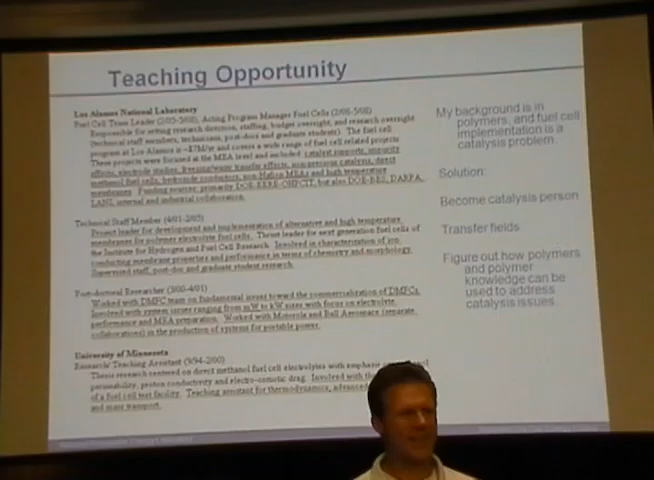 Teaching Opportunity
Los Alamos National Laboratory
Fuel Cell Team Leader (2/05-5/08), Acting Program Manager Fuel Cells (2/08-5/08)
Responsible for setting research direction, staffing, budget oversight, and research oversight
(technical staff members, technicians, post-docs and graduate students). The fuel cell
program at Los Alamos is ~$7M/yr and covers a wide range of fuel cell related projects
These projects were focused at the MEA level and included catalyst supports, impurity
effects, electrode studies, freezing/water transfer effects, non-precious catalysts, direct
methanol fuel cells, hydroxide conductors, non-Nafion MEAs and high temperature
membranes. Funding sources: primarily DOE-EERE-OHFCIT, but also DOE-BES, DARPA,
LANL internal and industrial collaboration.
Technical Staff Member (4/01-2/05)
Project leader for development and implementation of alternative and high temperature
membranes for polymer electrolyte fuel cells. Thrust leader for next generation fuel cells of
the Institute for Hydrogen and Fuel Cell Research. Involved in characterization of ion
conducting membrane properties and performance in terms of chemistry and morphology.
Supervised staff, post-doc and graduate student research.
Post-doctoral Researcher (3/00-4/01)
Worked with DMFC team on fundamental issues toward the commercialization of DMFCs.
Involved with system issues ranging from mW to kW sizes with focus on electrolyte
performance and MEA preparation. Worked with Motorola and Ball Aerospace (separate
collaborations) in the production of systems for portable power.
University of Minnesota
Research/ Teaching Assistant (9/94-2/00)
Thesis research centered on direct methanol fuel cell electrolytes with emphasis
permeability, proton conductivity and electro-osmotic drag. Involved with the
of a fuel cell test facility. Teaching assistant for thermodynamics, advanced
and mass transport.
My background is in
polymers, and fuel cell
implementation is a
catalysis problem.
Solution:
Become catalysis person
Transfer fields
Figure out how polymers
and polymer
knowledge can be
used to address
catalysis issues.